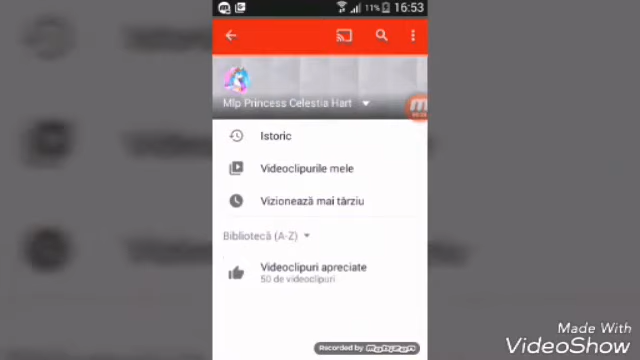 11% 16:53
Mlp Princess Celestia Hart
Istoric
Videoclipurile mele
Vizionează mai târziu
Bibliotecă (A-Z)
Videoclipuri apreciate
50 de videoclipuri
Recorded by Mobizen
Made With
VideoShow